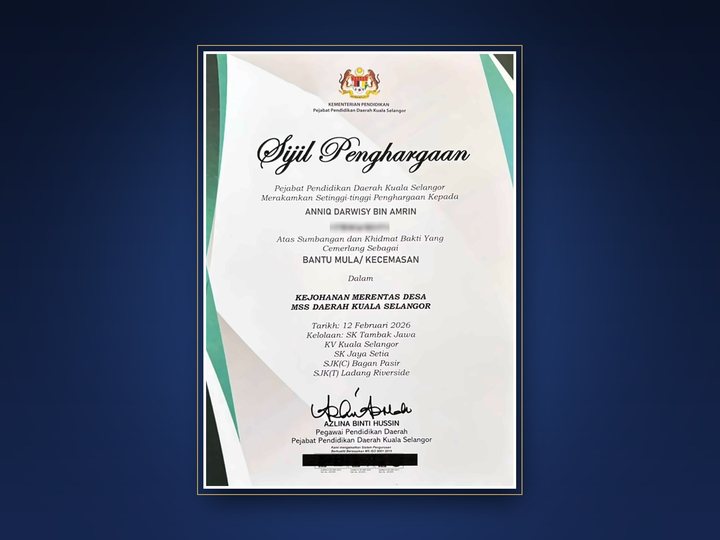 KEMENTERIAN PENDIDIKAN
Pejabat Pendidikan Daerah Kuala Selangor
Sijil Penghargaan
Pejabat Pendidikan Daerah Kuala Selangor
Merakamkan Setinggi-tinggi Penghargaan Kepada
ANNIQ DARWISY BIN AMRIN
Atas Sumbangan dan Khidmat Bakti Yang
Cemerlang Sebagai
BANTU MULA/ KECEMASAN
Dalam
KEJOHANAN MERENTAS DESA
MSS DAERAH KUALA SELANGOR
Tarikh: 12 Februari 2026
Kelolaan: SK Tambak Jawa
KV Kuala Selangor
SK Jaya Setia
SJK(C) Bagan Pasir
SJK(T) Ladang Riverside
AZLINA BINTI HUSSIN
Pegawai Pendidikan Daerah
Pejabat Pendidikan Daerah Kuala Selangor